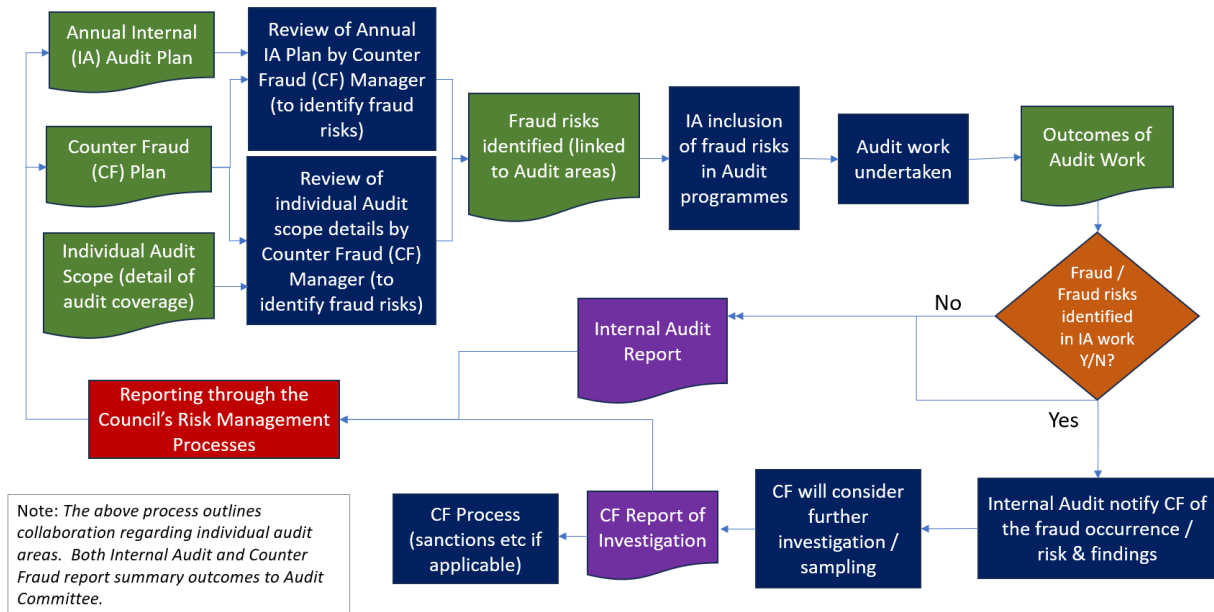 Annual Internal
(IA) Audit Plan
Review of Annual
IA Plan by Counter
Fraud (CF) Manager
(to identify fraud
risks)
Counter Fraud
(CF) Plan
Review of
individual Audit
scope details by
Counter Fraud (CF)
Manager (to
identify fraud risks)
Individual Audit
Scope (detail of
audit coverage)
Fraud risks
identified (linked
to Audit areas)
IA inclusion
of fraud risks
in Audit
programmes
Audit work
undertaken
Outcomes of
Audit Work
Fraud /
Fraud risks
identified
in IA work
Y/N?
No
Yes
Internal Audit
Report
Reporting through the
Council’s Risk Management
Processes
Internal Audit notify CF of
the fraud occurrence /
risk & findings
CF will consider
further
investigation /
sampling
CF Report of
Investigation
CF Process
(sanctions etc if
applicable)
Note: The above process outlines
collaboration regarding individual audit
areas. Both Internal Audit and Counter
Fraud report summary outcomes to Audit
Committee.